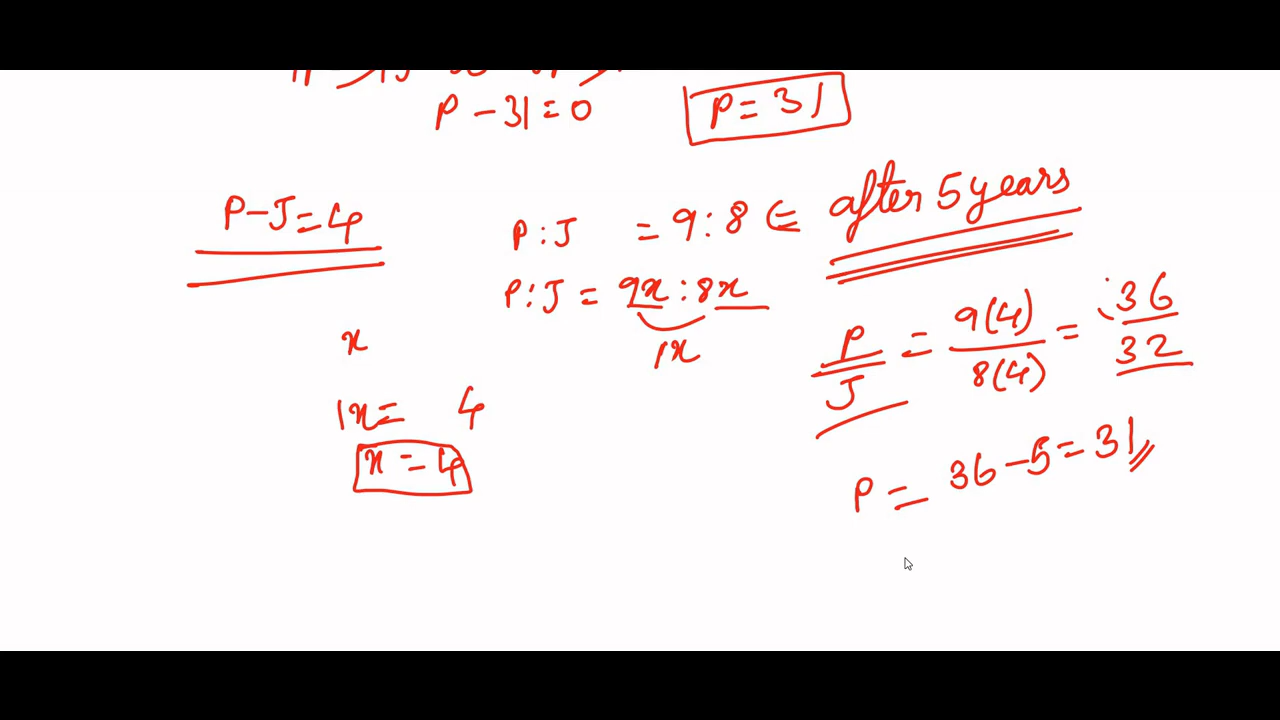 P - 31 = 0
P = 31
P - J = 4
P : J = 9 : 8 ⇐ after 5 years
P : J = 9x : 8x
1x
P/J = 9(4)/8(4) = 36/32
x
1x = 4
x = 4
P = 36 - 5 = 31